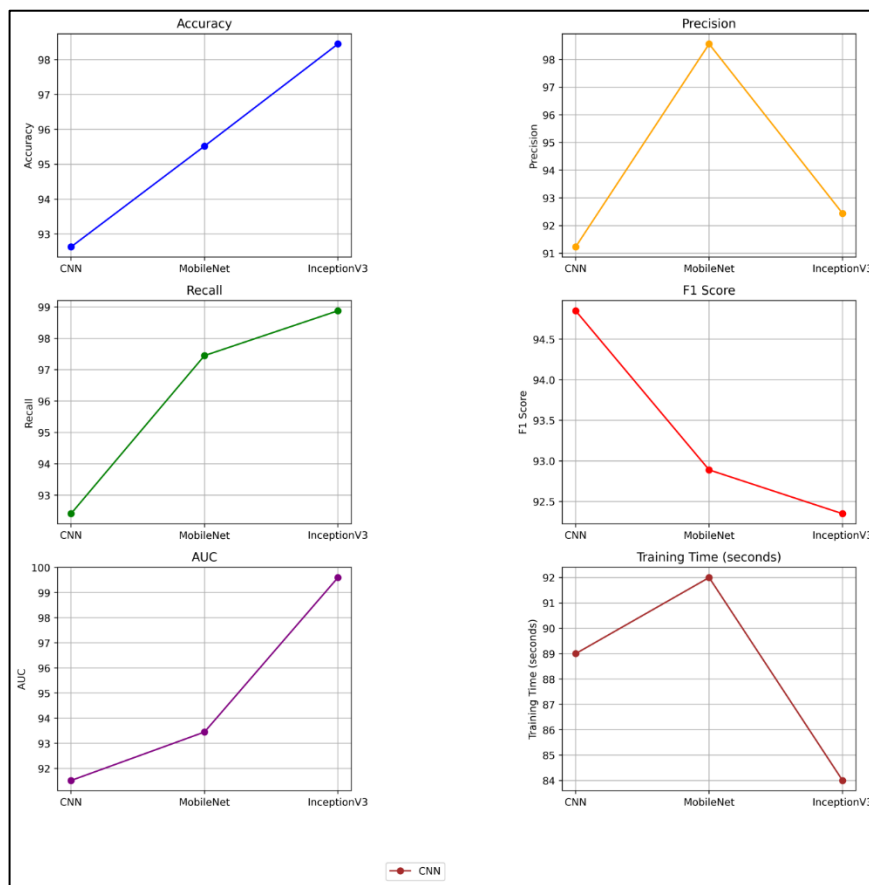 Accuracy
98
97
96
95
94
93
Accuracy
CNN
MobileNet
InceptionV3
Precision
98
97
96
95
94
93
92
91
Precision
CNN
MobileNet
InceptionV3
Recall
99
98
97
96
95
94
93
Recall
CNN
MobileNet
InceptionV3
F1 Score
94.5
94.0
93.5
93.0
92.5
F1 Score
CNN
MobileNet
InceptionV3
AUC
100
99
98
97
96
95
94
93
92
AUC
CNN
MobileNet
InceptionV3
Training Time (seconds)
92
91
90
89
88
87
86
85
84
Training Time (seconds)
CNN
MobileNet
InceptionV3
CNN